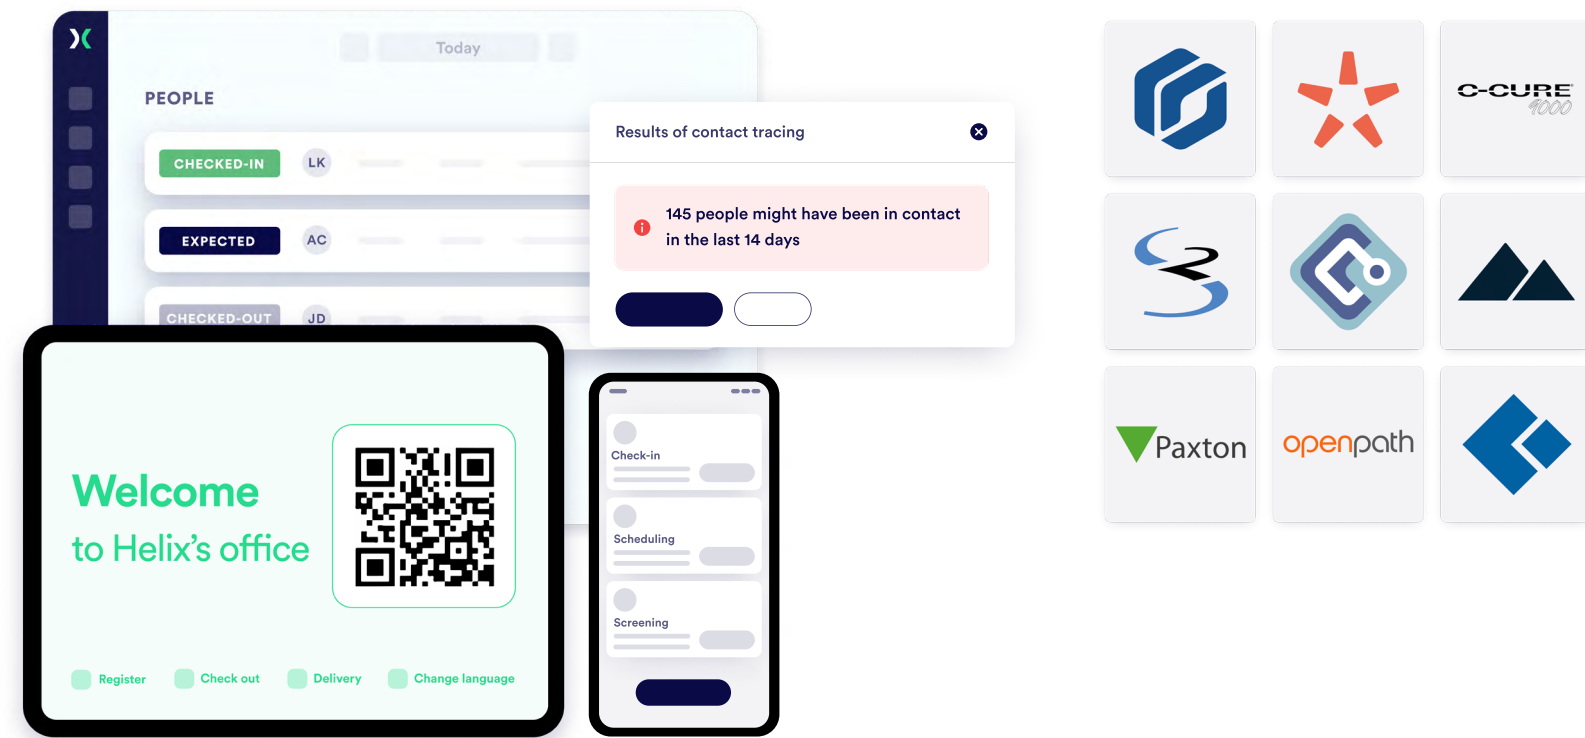 Today
PEOPLE
CHECKED-IN LK
EXPECTED AC
CHECKED-OUT JD
Results of contact tracing
145 people might have been in contact
in the last 14 days
Welcome
to Helix's office
Register Check out Delivery Change language
Check-in
Scheduling
Screening
C-CURE
9000
Paxton
openpath